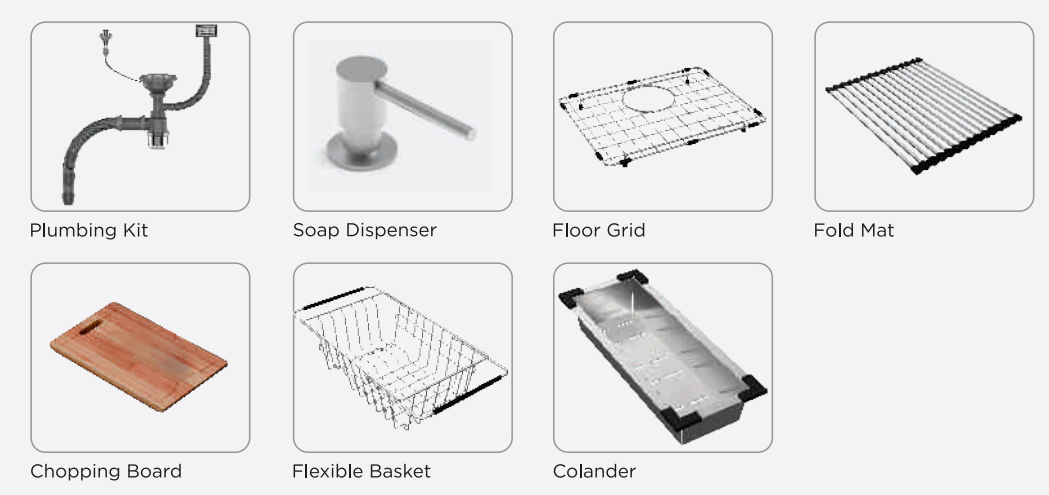 Plumbing Kit
Soap Dispenser
Floor Grid
Fold Mat
Chopping Board
Flexible Basket
Colander